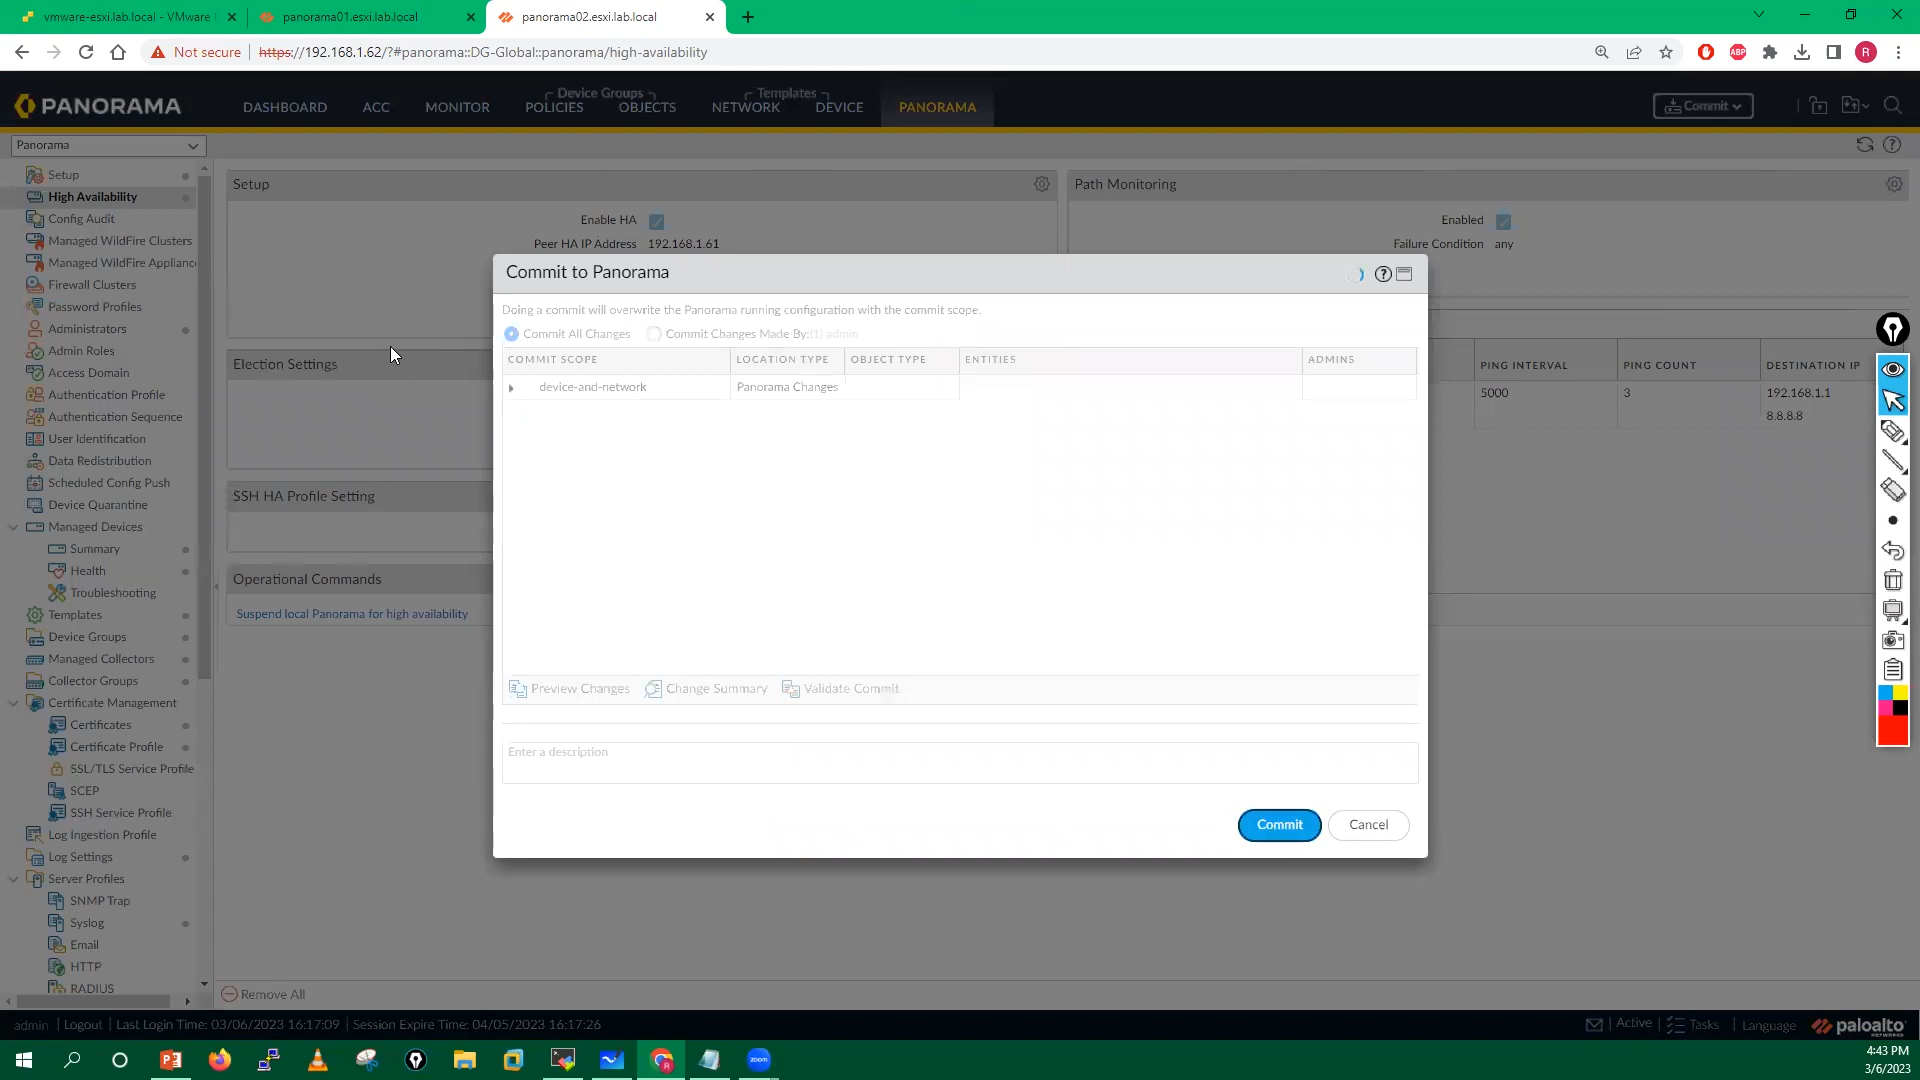 vmware-esxi.lab.local - VMware
panorama01.esxi.lab.local
panorama02.esxi.lab.local
Not secure
https://192.168.1.62/?#panorama::DG-Global::panorama/high-availability
ABP
R
PANORAMA
DASHBOARD
ACC
MONITOR
Device Groups
POLICIES
OBJECTS
Templates
NETWORK
DEVICE
PANORAMA
Commit
Panorama
Setup
High Availability
Config Audit
Managed WildFire Clusters
Managed WildFire Applianc
Firewall Clusters
Password Profiles
Administrators
Admin Roles
Access Domain
Authentication Profile
Authentication Sequence
User Identification
Data Redistribution
Scheduled Config Push
Device Quarantine
Managed Devices
Summary
Health
Troubleshooting
Templates
Device Groups
Managed Collectors
Collector Groups
Certificate Management
Certificates
Certificate Profile
SSL/TLS Service Profile
SCEP
SSH Service Profile
Log Ingestion Profile
Log Settings
Server Profiles
SNMP Trap
Syslog
Email
HTTP
RADIUS
Setup
Enable HA
Peer HA IP Address 192.168.1.61
Election Settings
SSH HA Profile Setting
Operational Commands
Suspend local Panorama for high availability
Path Monitoring
Enabled
Failure Condition any
PING INTERVAL PING COUNT DESTINATION IP
5000 3 192.168.1.1
8.8.8.8
Commit to Panorama
Doing a commit will overwrite the Panorama running configuration with the commit scope.
Commit All Changes Commit Changes Made By:(1) admin
COMMIT SCOPE LOCATION TYPE OBJECT TYPE ENTITIES ADMINS
device-and-network Panorama Changes
Preview Changes Change Summary Validate Commit
Enter a description
Commit Cancel
Remove All
admin | Logout | Last Login Time: 03/06/2023 16:17:09 | Session Expire Time: 04/05/2023 16:17:26
| Active | Tasks | Language paloalto
NETWORKS
zoom
4:43 PM
3/6/2023